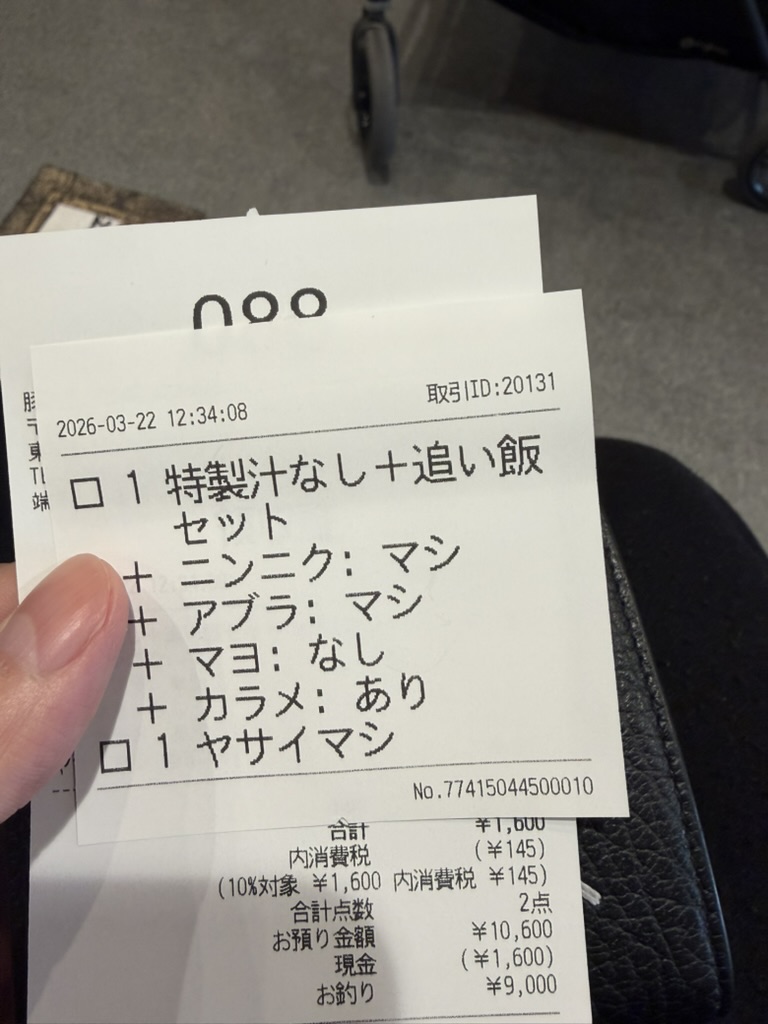 2026-03-22 12:34:08
取引ID:20131
□ 1 特製汁なし+追い飯
セット
+ ニンニク: マシ
+ アブラ: マシ
+ マヨ: なし
+ カラメ: あり
□ 1 ヤサイマシ
No.77415044500010
合計 ¥1,600
内消費税 (¥145)
(10%対象 ¥1,600 内消費税 ¥145)
合計点数 2点
お預り金額 ¥10,600
現金 (¥1,600)
お釣り ¥9,000